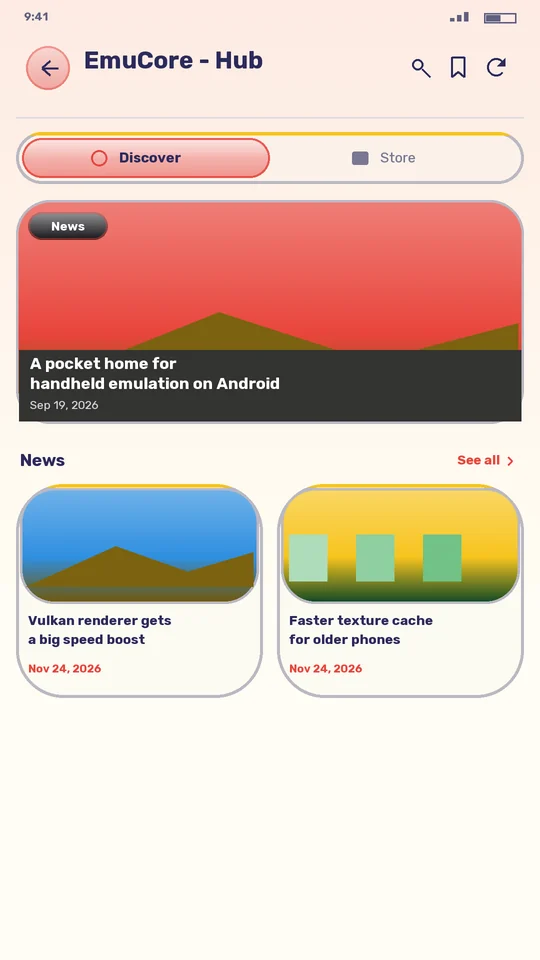 9:41
EmuCore - Hub
Discover
Store
News
A pocket home for
handheld emulation on Android
Sep 19, 2026
News
See all
Vulkan renderer gets
a big speed boost
Nov 24, 2026
Faster texture cache
for older phones
Nov 24, 2026